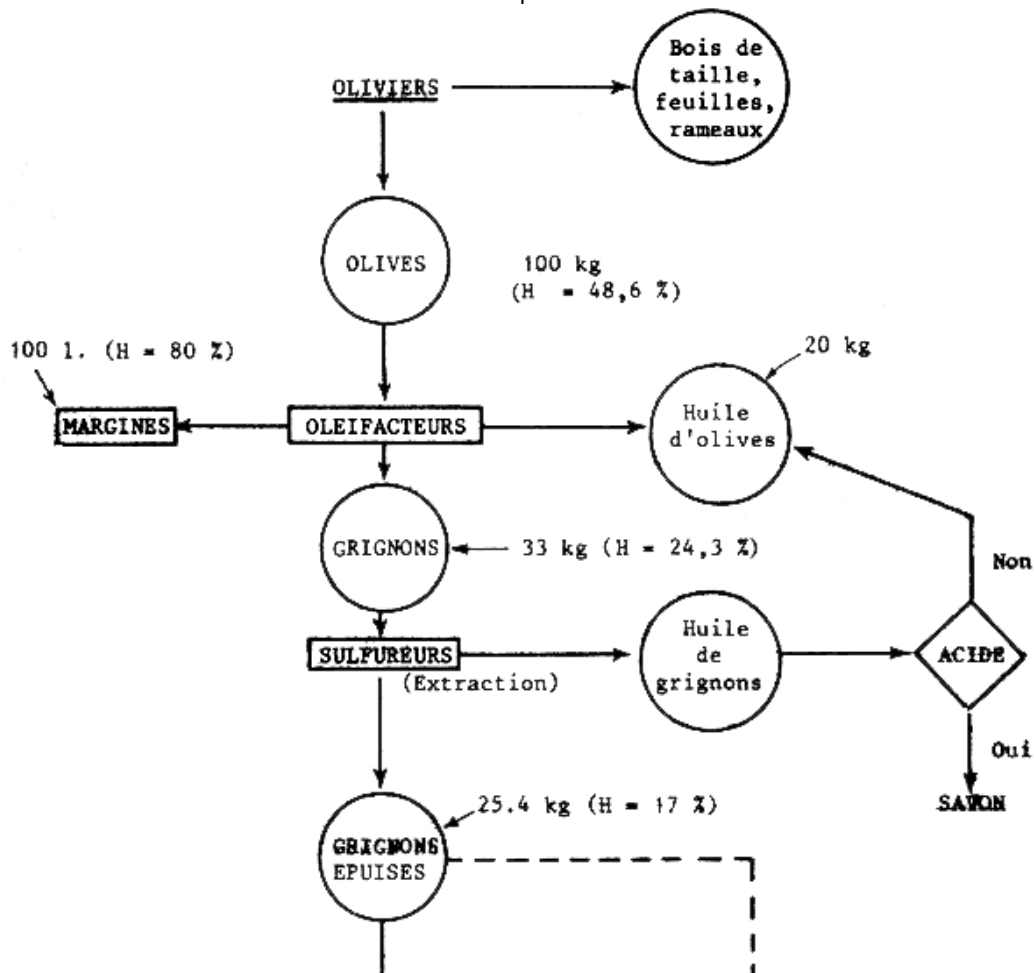 Bois de
taille,
feuilles,
rameaux
OLIVIERS
OLIVES
100 kg
(H = 48,6 %)
100 l. (H = 80 %)
20 kg
MARGINES
OLEIFACTEURS
Huile
d'olives
GRIGNONS
33 kg (H = 24,3 %)
Non
Huile
de
grignons
ACIDE
SULFUREURS
(Extraction)
Oui
25.4 kg (H = 17 %)
SAVON
GRIGNONS
EPUISES